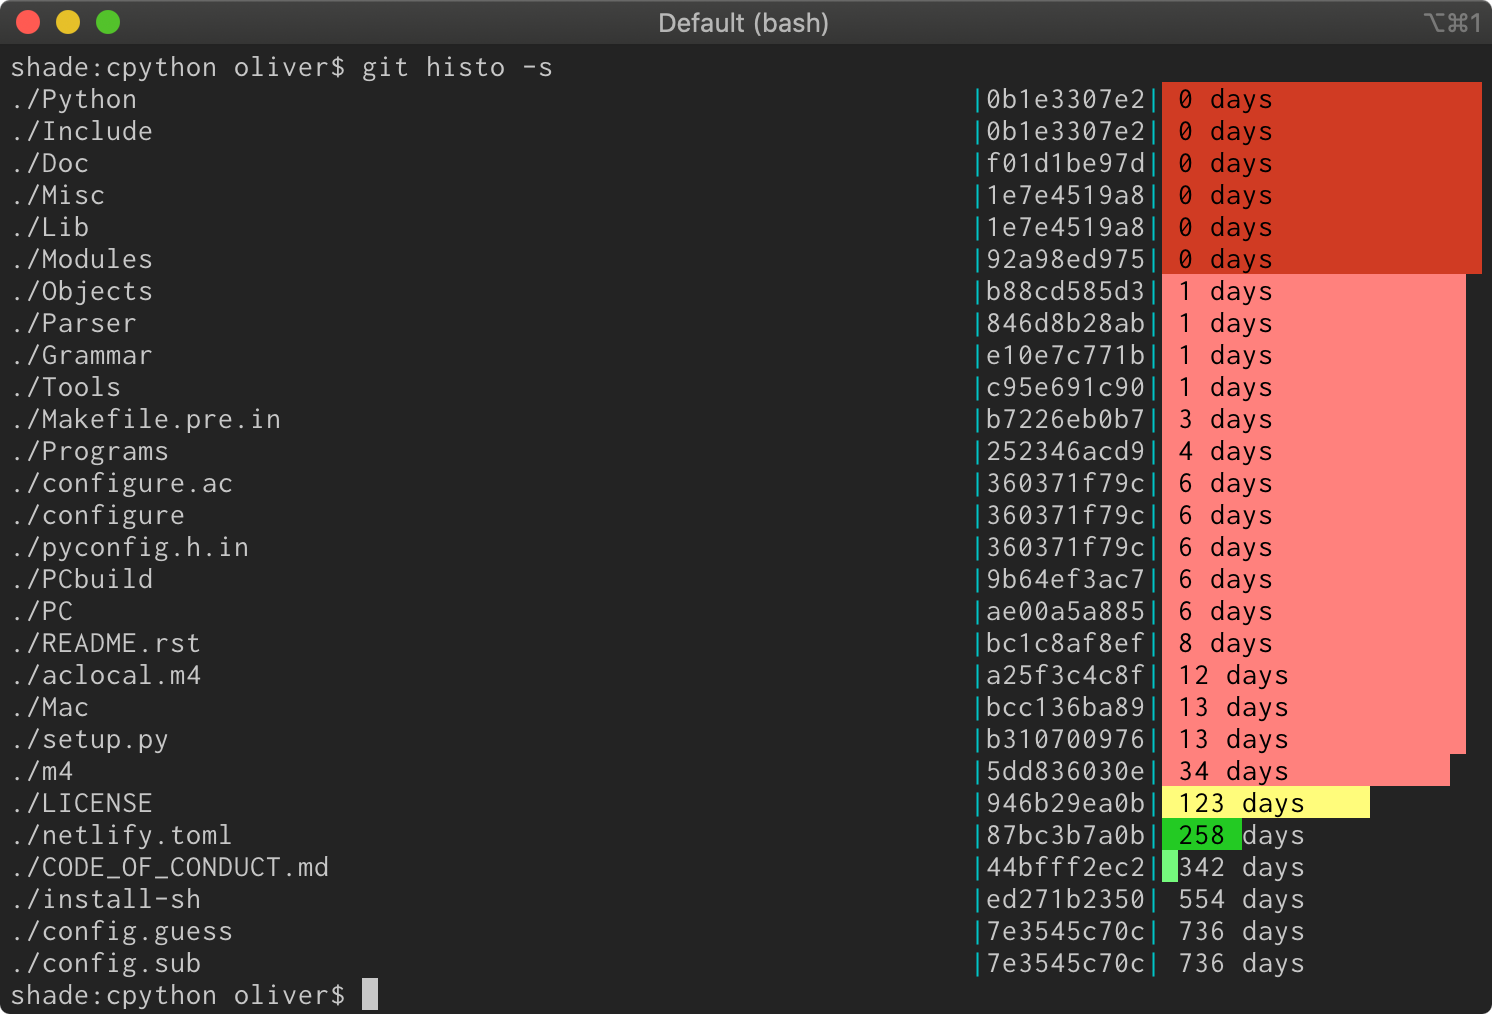 Default (bash)
⌥⌘1
shade:cpython oliver$ git histo -s
./Python |0b1e3307e2| 0 days
./Include |0b1e3307e2| 0 days
./Doc |f01d1be97d| 0 days
./Misc |1e7e4519a8| 0 days
./Lib |1e7e4519a8| 0 days
./Modules |92a98ed975| 0 days
./Objects |b88cd585d3| 1 days
./Parser |846d8b28ab| 1 days
./Grammar |e10e7c771b| 1 days
./Tools |c95e691c90| 1 days
./Makefile.pre.in |b7226eb0b7| 3 days
./Programs |252346acd9| 4 days
./configure.ac |360371f79c| 6 days
./configure |360371f79c| 6 days
./pyconfig.h.in |360371f79c| 6 days
./PCbuild |9b64ef3ac7| 6 days
./PC |ae00a5a885| 6 days
./README.rst |bc1c8af8ef| 8 days
./aclocal.m4 |a25f3c4c8f| 12 days
./Mac |bcc136ba89| 13 days
./setup.py |b310700976| 13 days
./m4 |5dd836030e| 34 days
./LICENSE |946b29ea0b| 123 days
./netlify.toml |87bc3b7a0b| 258 days
./CODE_OF_CONDUCT.md |44bfff2ec2| 342 days
./install-sh |ed271b2350| 554 days
./config.guess |7e3545c70c| 736 days
./config.sub |7e3545c70c| 736 days
shade:cpython oliver$